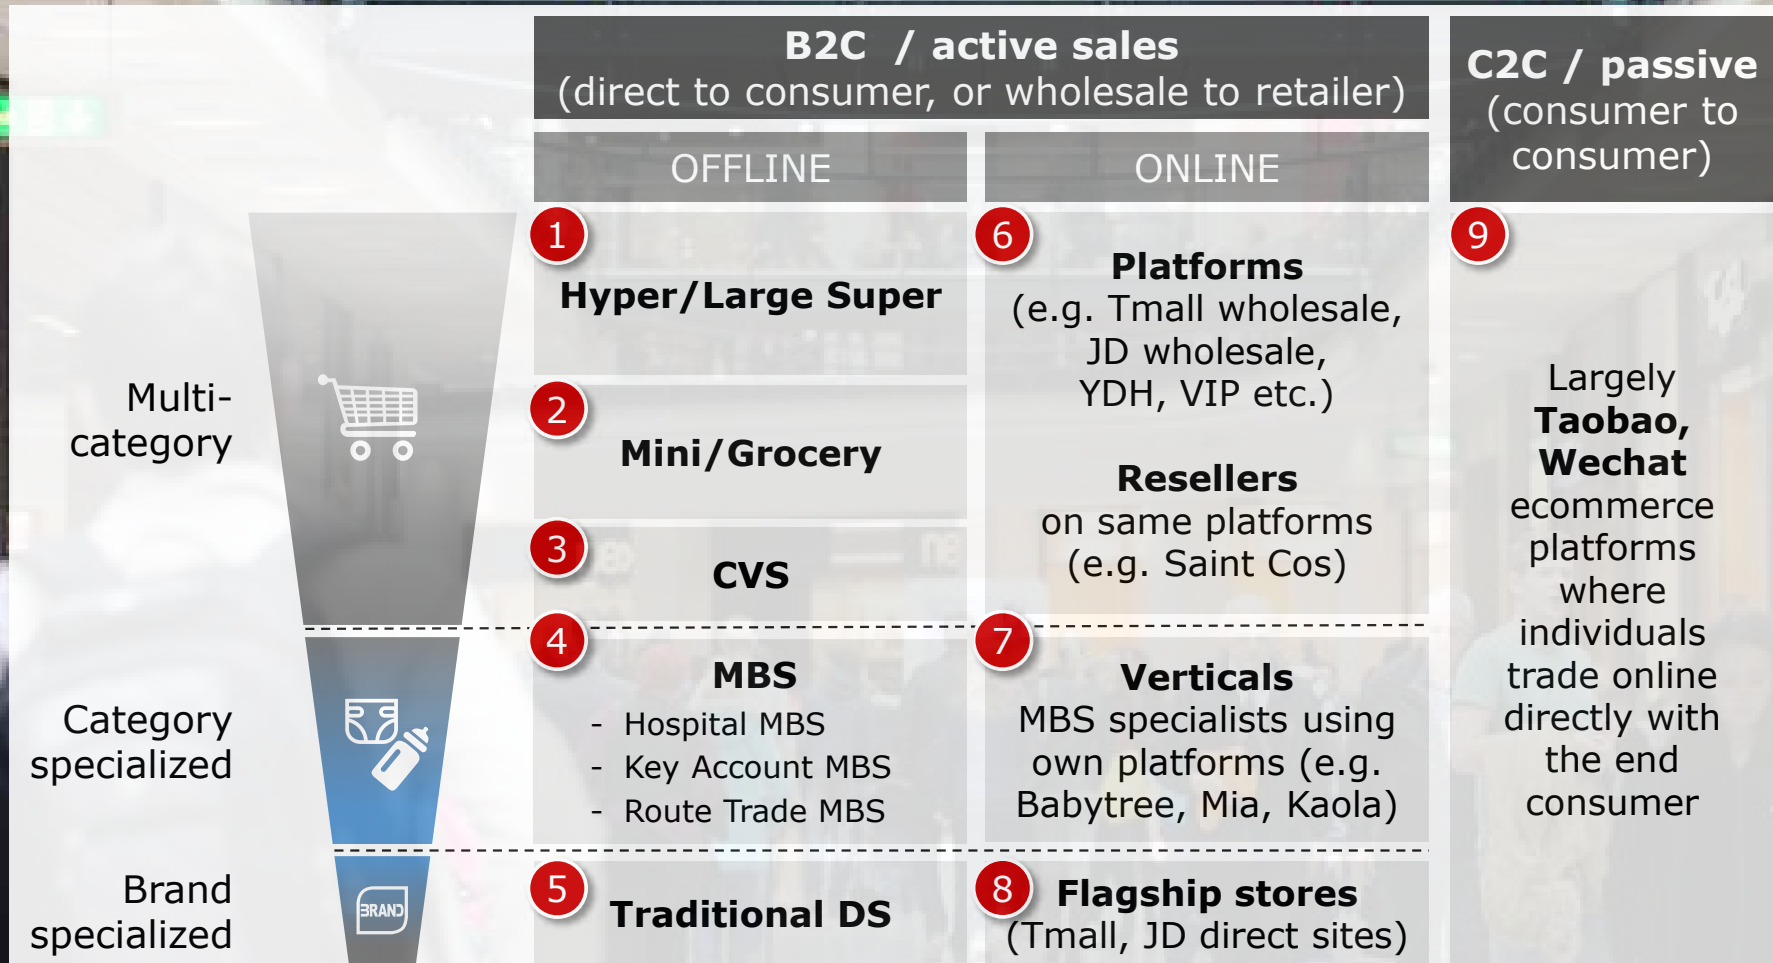 B2C / active sales
(direct to consumer, or wholesale to retailer)
C2C / passive
(consumer to
consumer)
OFFLINE
ONLINE
Multi-
category
1
Hyper/Large Super
2
Mini/Grocery
3
CVS
6
Platforms
(e.g. Tmall wholesale,
JD wholesale,
YDH, VIP etc.)
Resellers
on same platforms
(e.g. Saint Cos)
9
Largely
Taobao,
Wechat
ecommerce
platforms
where
individuals
trade online
directly with
the end
consumer
Category
specialized
4
MBS
- Hospital MBS
- Key Account MBS
- Route Trade MBS
7
Verticals
MBS specialists using
own platforms (e.g.
Babytree, Mia, Kaola)
Brand
specialized
BRAND
5
Traditional DS
8
Flagship stores
(Tmall, JD direct sites)